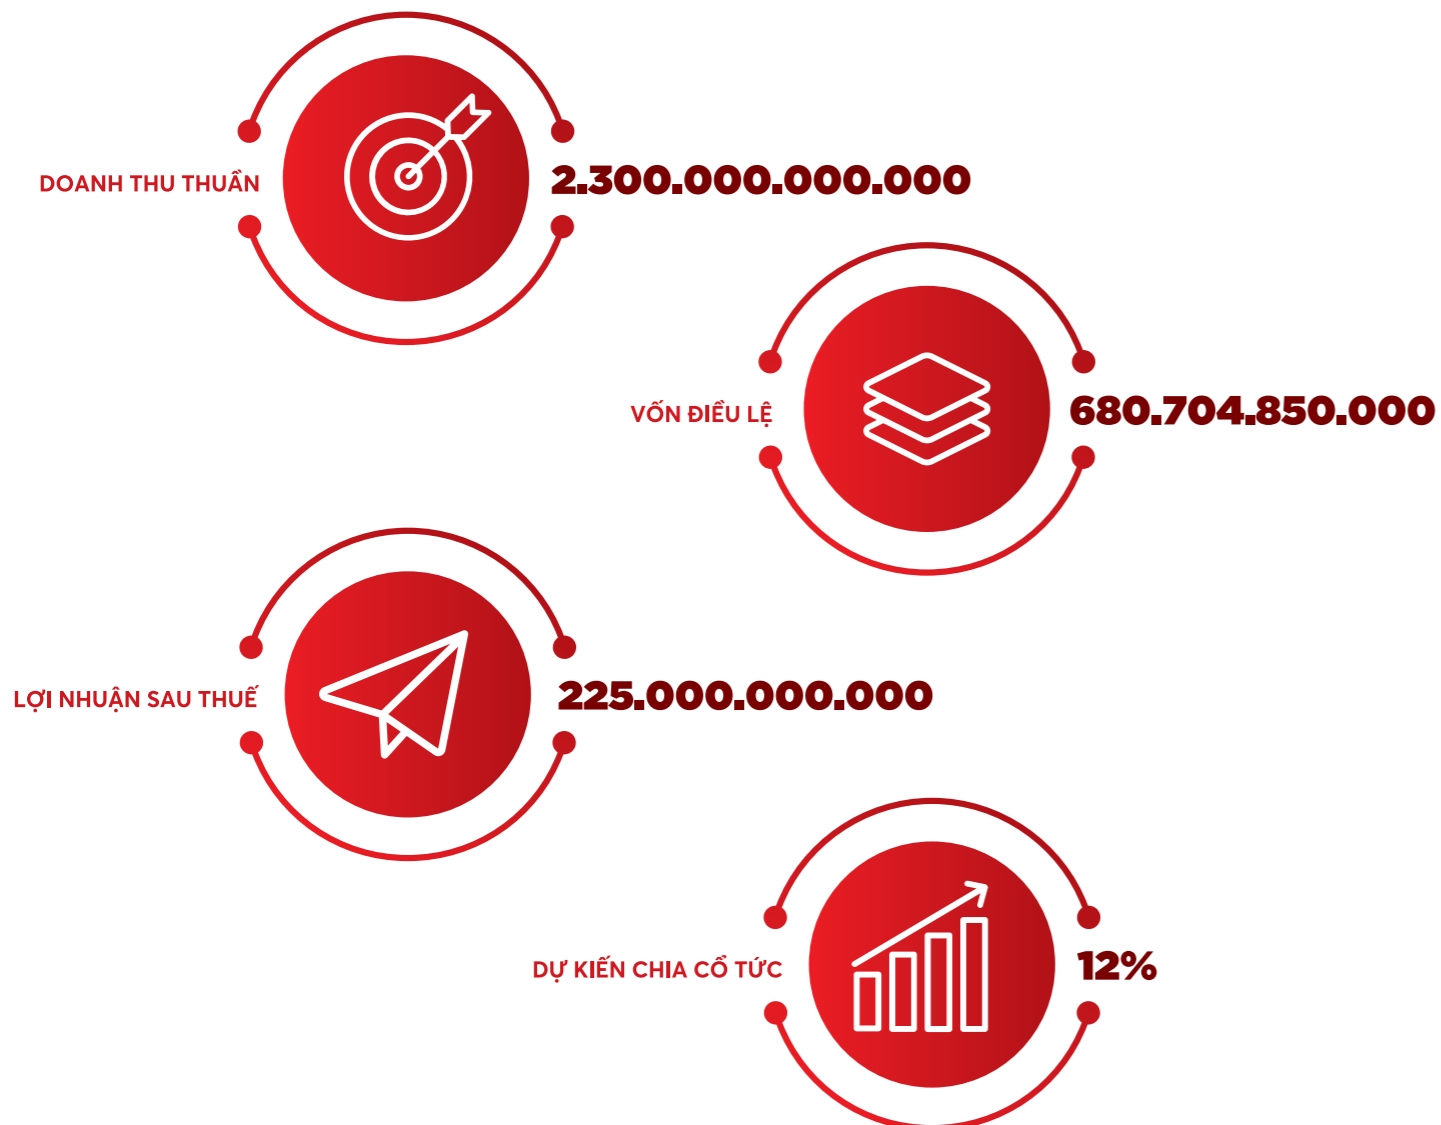 DOANH THU THUẦN
2.300.000.000.000
VỐN ĐIỀU LỆ
680.704.850.000
LỢI NHUẬN SAU THUẾ
225.000.000.000
DỰ KIẾN CHIA CỔ TỨC
12%